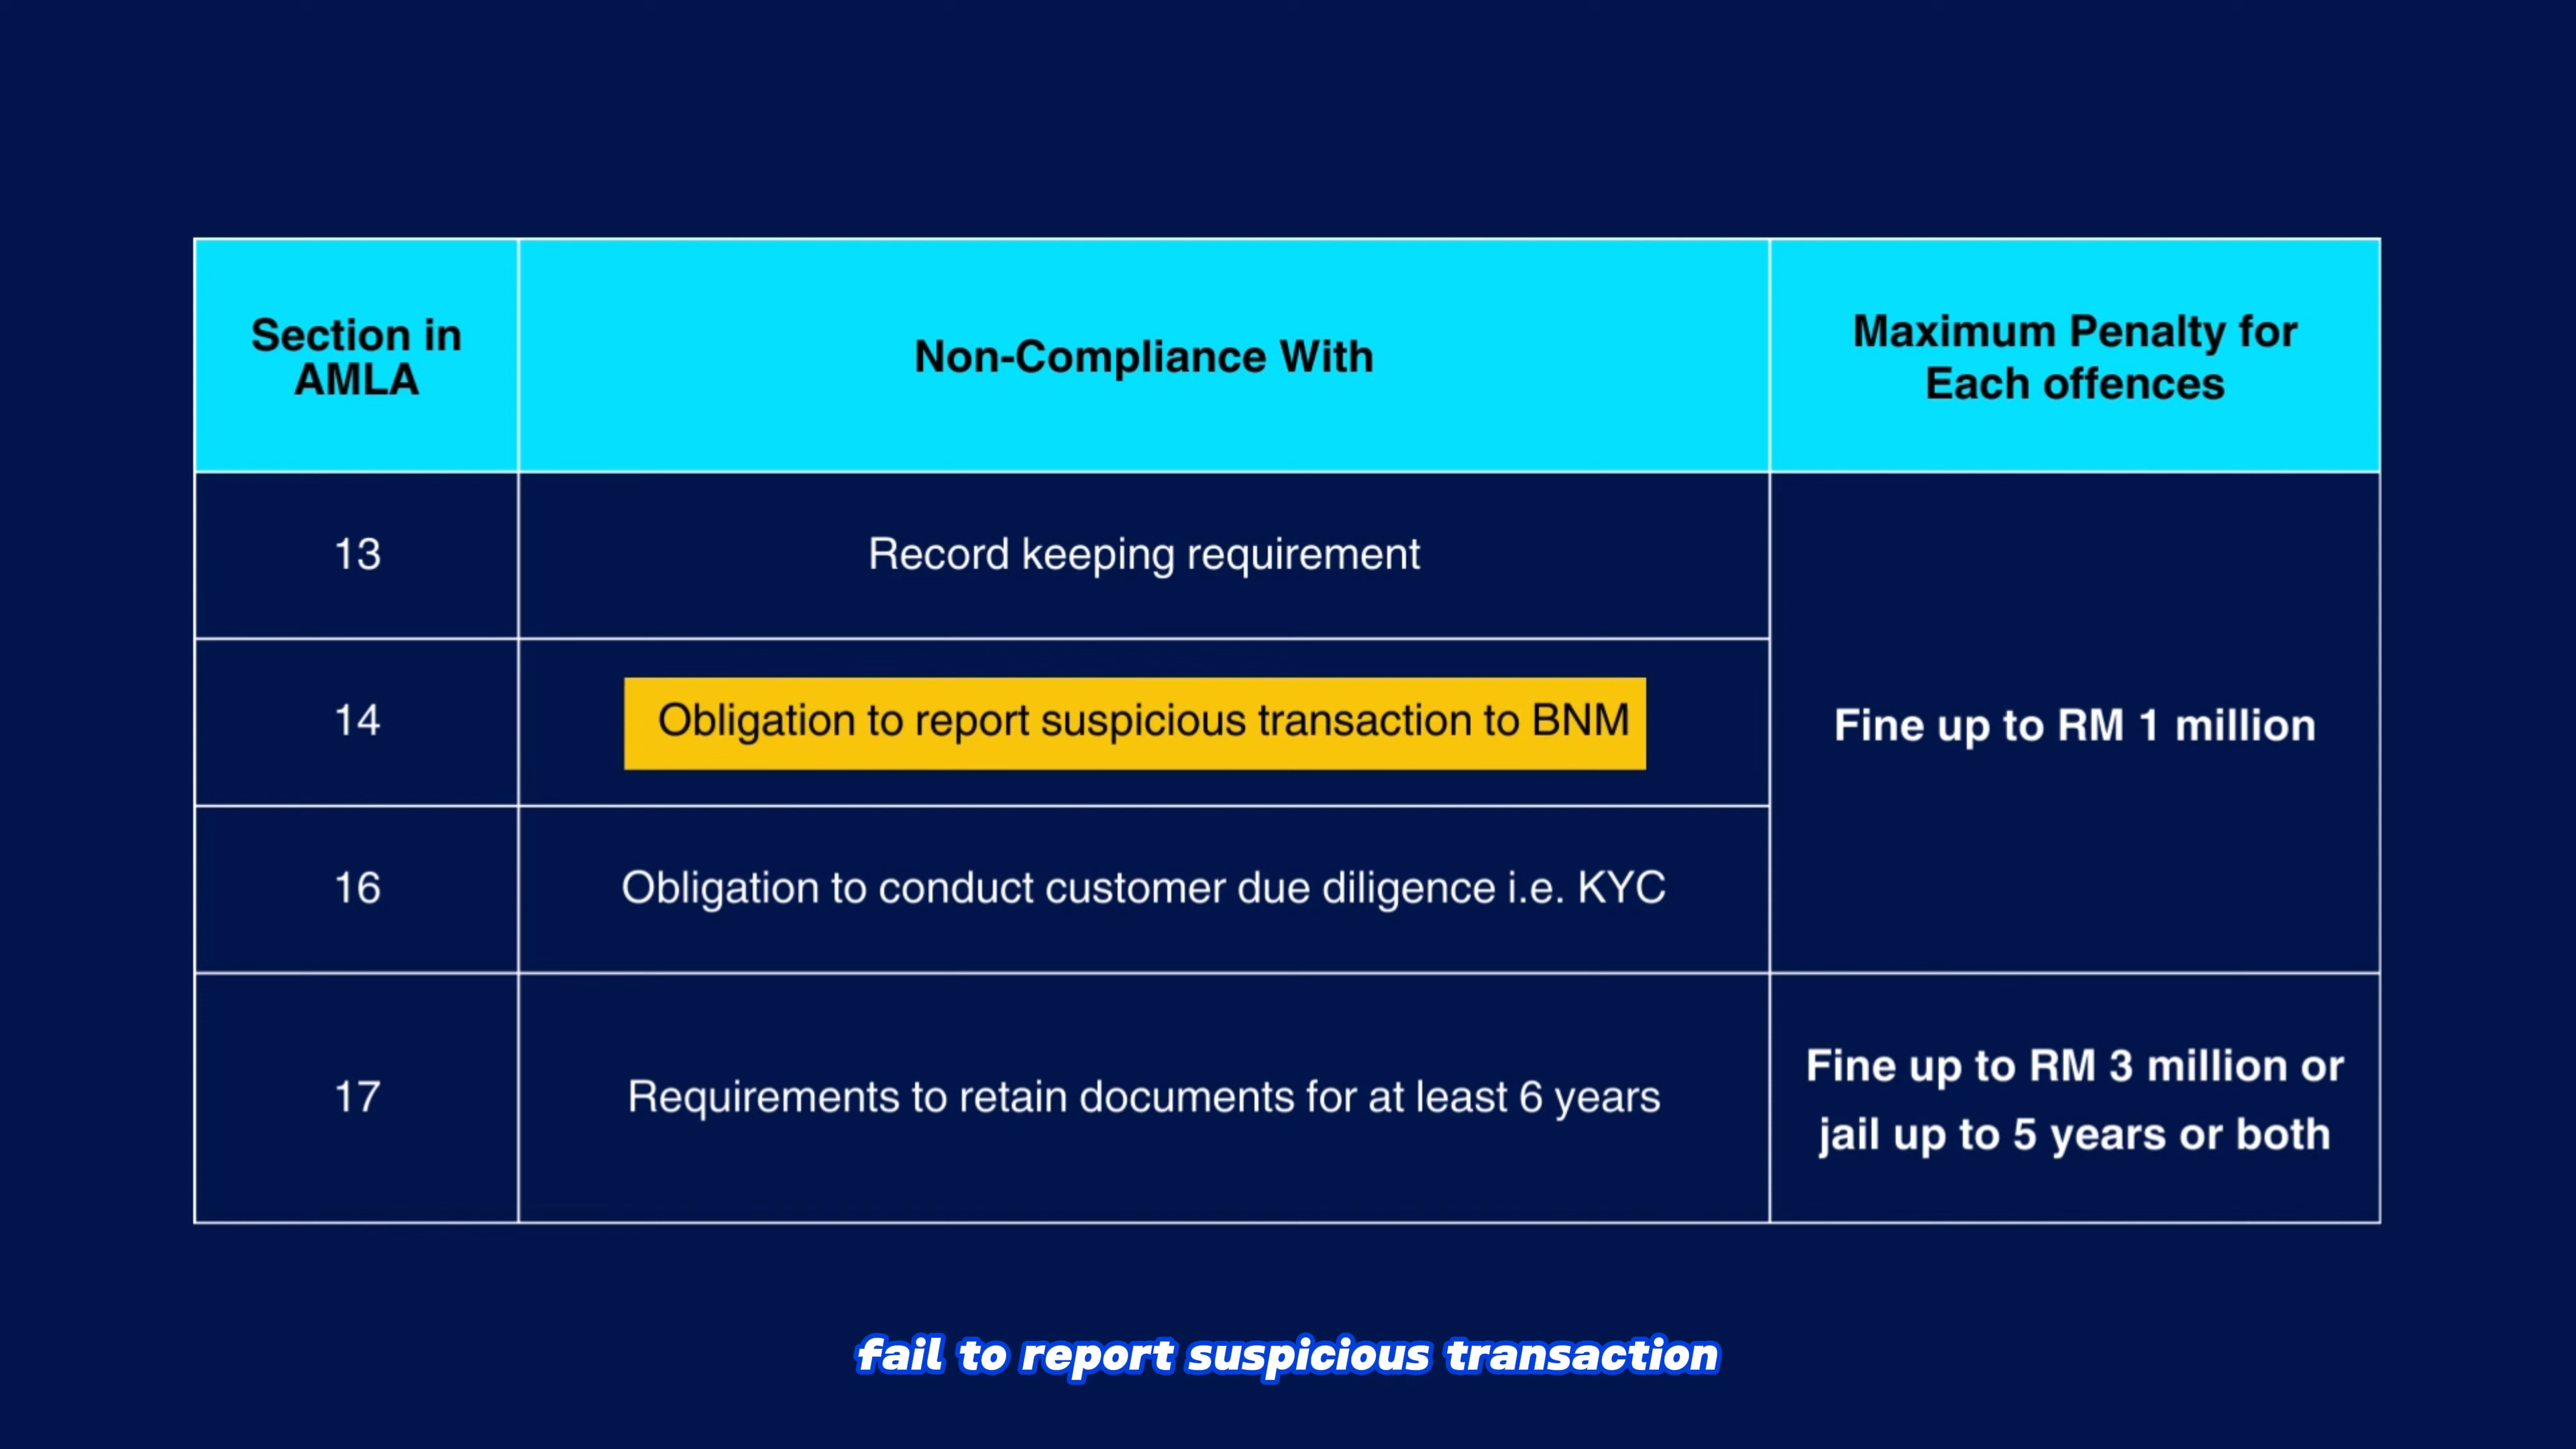 Section in
AMLA
Non-Compliance With
Maximum Penalty for
Each offences
13
Record keeping requirement
14
Obligation to report suspicious transaction to BNM
Fine up to RM 1 million
16
Obligation to conduct customer due diligence i.e. KYC
17
Requirements to retain documents for at least 6 years
Fine up to RM 3 million or
jail up to 5 years or both
fail to report suspicious transaction